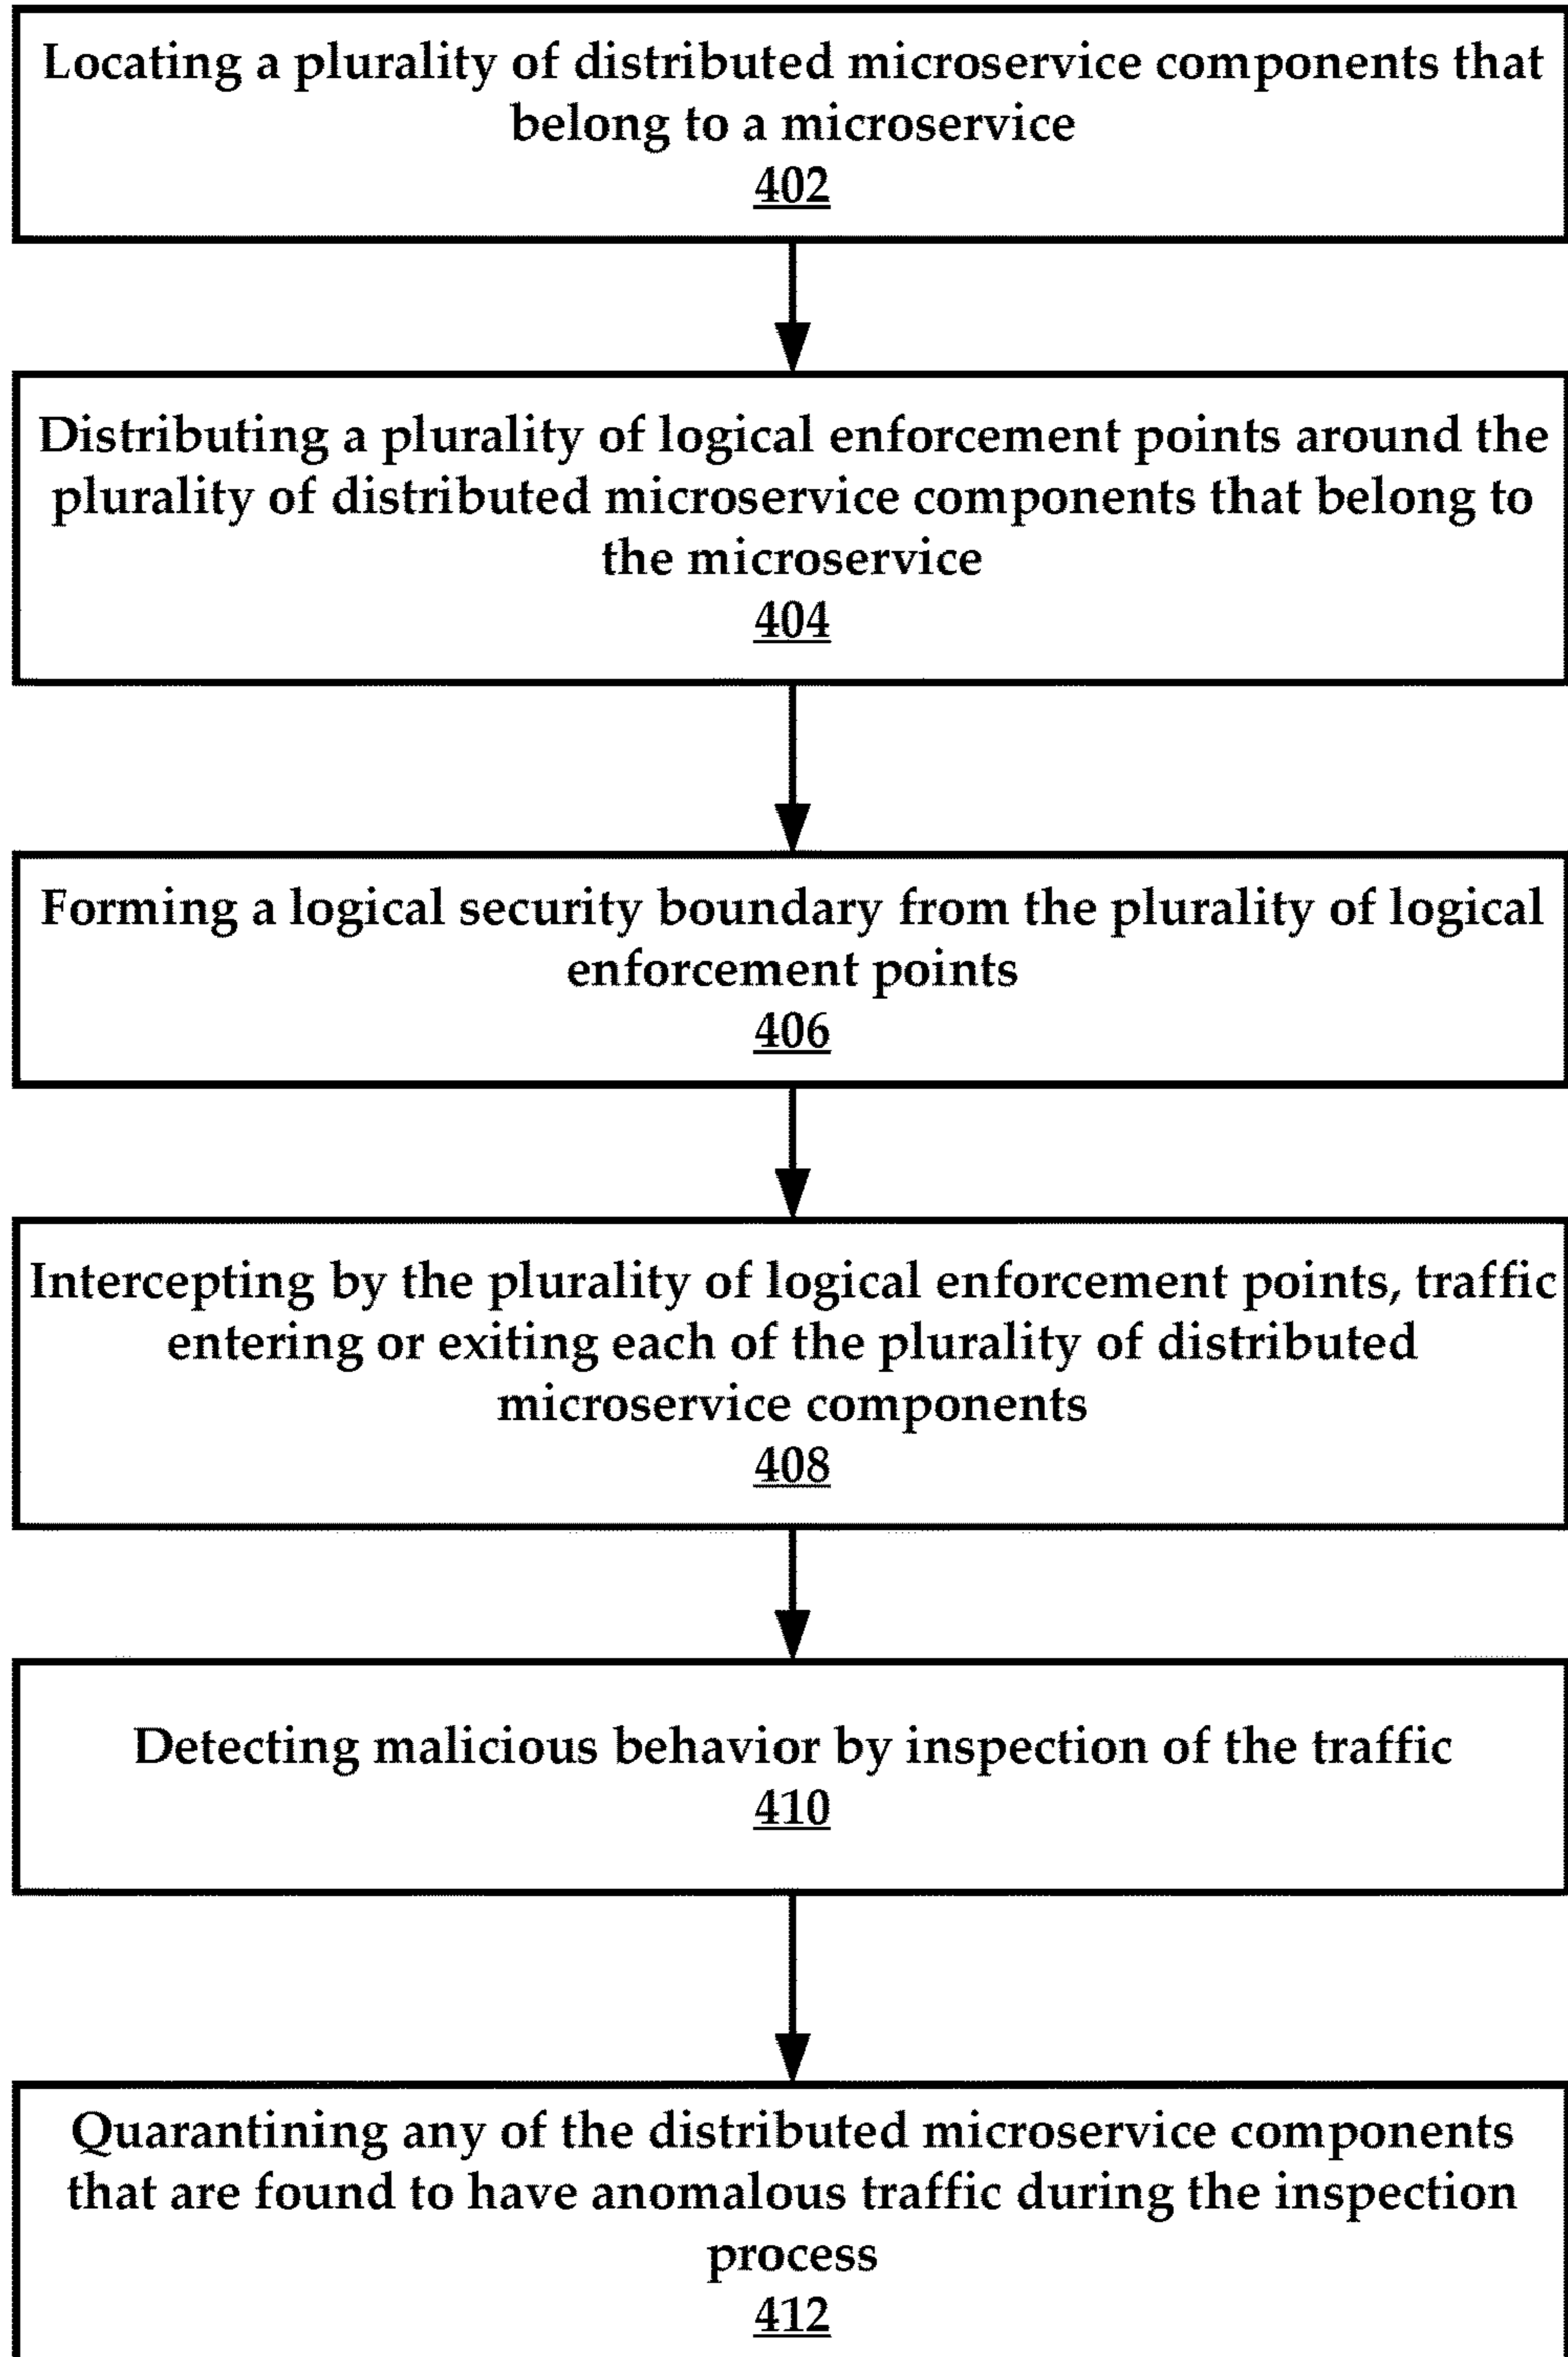 Locating a plurality of distributed microservice components that
belong to a microservice
402
Distributing a plurality of logical enforcement points around the
plurality of distributed microservice components that belong to
the microservice
404
Forming a logical security boundary from the plurality of logical
enforcement points
406
Intercepting by the plurality of logical enforcement points, traffic
entering or exiting each of the plurality of distributed
microservice components
408
Detecting malicious behavior by inspection of the traffic
410
Quarantining any of the distributed microservice components
that are found to have anomalous traffic during the inspection
process
412